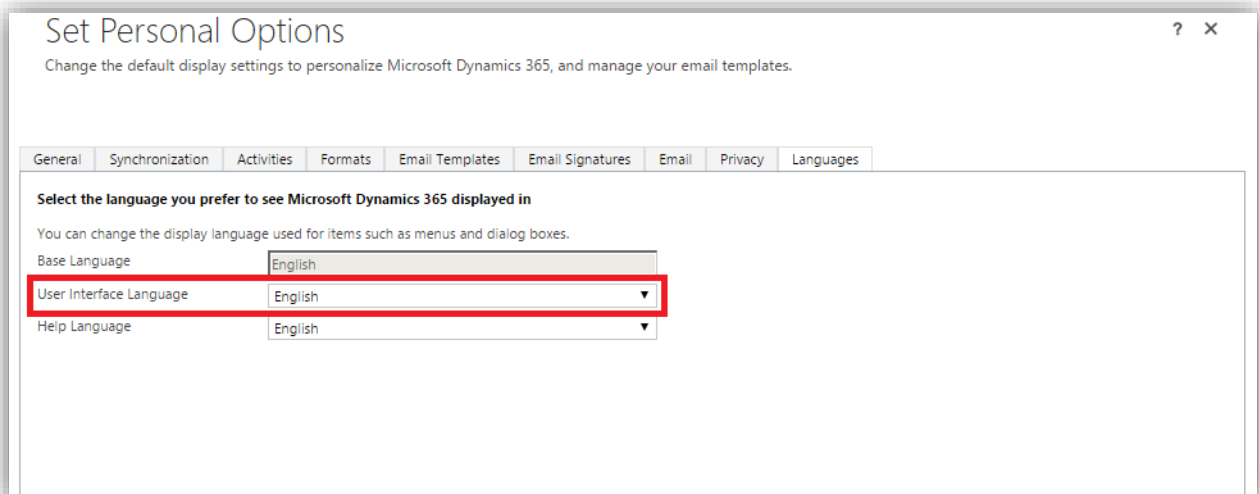 Set Personal Options
? ×
Change the default display settings to personalize Microsoft Dynamics 365, and manage your email templates.
General Synchronization Activities Formats Email Templates Email Signatures Email Privacy Languages
Select the language you prefer to see Microsoft Dynamics 365 displayed in
You can change the display language used for items such as menus and dialog boxes.
Base Language English
User Interface Language English
Help Language English